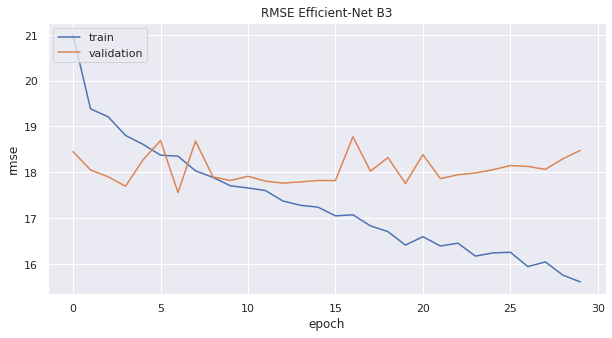 RMSE Efficient-Net B3
train
validation
21
20
19
18
17
16
rmse
0 5 10 15 20 25 30
epoch